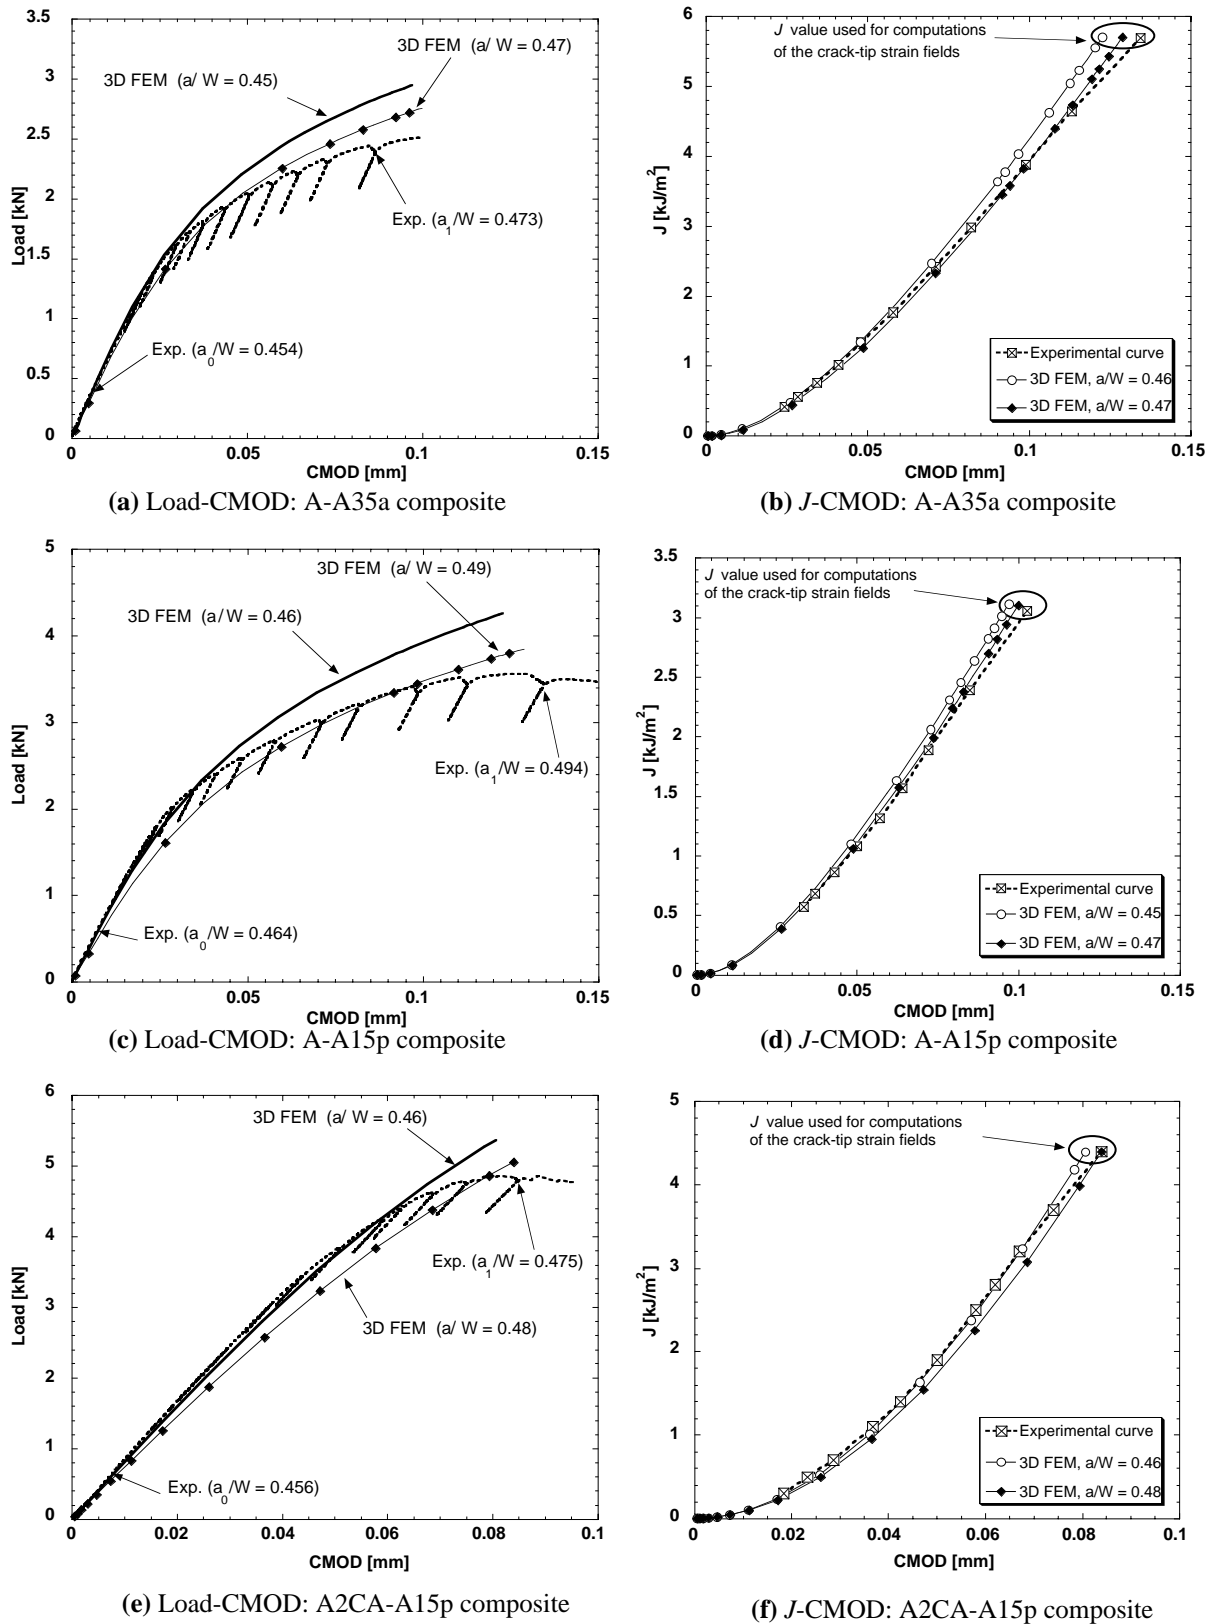 3.5
3
2.5
2
1.5
1
0.5
0
Load [kN]
3D FEM (a/ W = 0.47)
3D FEM (a/ W = 0.45)
Exp. (a1/W = 0.473)
Exp. (a0/W = 0.454)
0 0.05 0.1 0.15
CMOD [mm]
(a) Load-CMOD: A-A35a composite
6
5
4
3
2
1
0
J [kJ/m2]
J value used for computations
of the crack-tip strain fields
Experimental curve
3D FEM, a/W = 0.46
3D FEM, a/W = 0.47
0 0.05 0.1 0.15
CMOD [mm]
(b) J-CMOD: A-A35a composite
5
4
3
2
1
0
Load [kN]
3D FEM (a/ W = 0.49)
3D FEM (a/W = 0.46)
Exp. (a1/W = 0.494)
Exp. (a0/W = 0.464)
0 0.05 0.1 0.15
CMOD [mm]
(c) Load-CMOD: A-A15p composite
3.5
3
2.5
2
1.5
1
0.5
0
J [kJ/m2]
J value used for computations
of the crack-tip strain fields
Experimental curve
3D FEM, a/W = 0.45
3D FEM, a/W = 0.47
0 0.05 0.1 0.15
CMOD [mm]
(d) J-CMOD: A-A15p composite
6
5
4
3
2
1
0
Load [kN]
3D FEM (a/ W = 0.46)
Exp. (a1/W = 0.475)
3D FEM (a/ W = 0.48)
Exp. (a0/W = 0.456)
0 0.02 0.04 0.06 0.08 0.1
CMOD [mm]
(e) Load-CMOD: A2CA-A15p composite
5
4
3
2
1
0
J [kJ/m2]
J value used for computations
of the crack-tip strain fields
Experimental curve
3D FEM, a/W = 0.46
3D FEM, a/W = 0.48
0 0.02 0.04 0.06 0.08 0.1
CMOD [mm]
(f) J-CMOD: A2CA-A15p composite